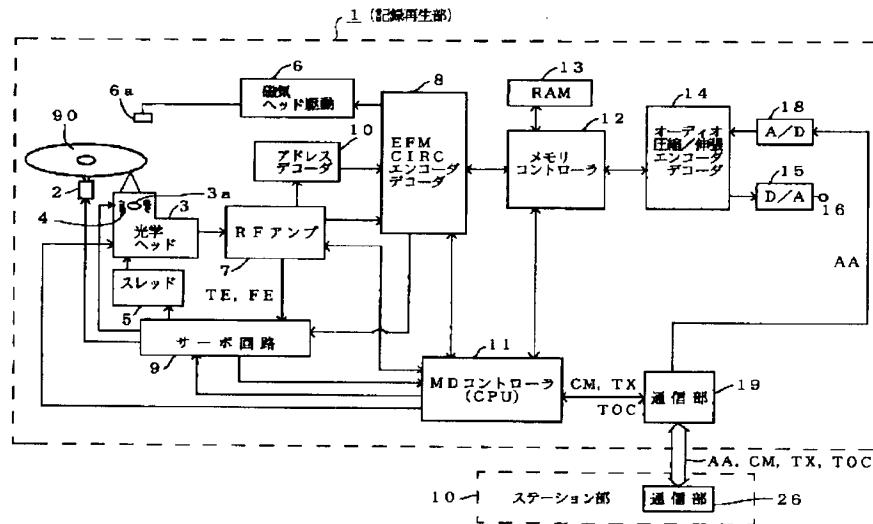 1 (記録再生部)
6
6a
磁気
ヘッド駆動
8
EFM
CIRC
エンコーダ
デコーダ
13
RAM
12
メモリ
コントローラ
14
オーディオ
圧縮/伸張
エンコーダ
デコーダ
18
A/D
15
D/A
16
90
10
アドレス
デコーダ
2
3a
4
3
光学
ヘッド
RFアンプ
7
スレッド
5
TE, FE
サーボ回路
9
11
MDコントローラ
(CPU)
CM, TX
TOC
AA
19
通信部
AA, CM, TX, TOC
10
ステーション部
通信部
26